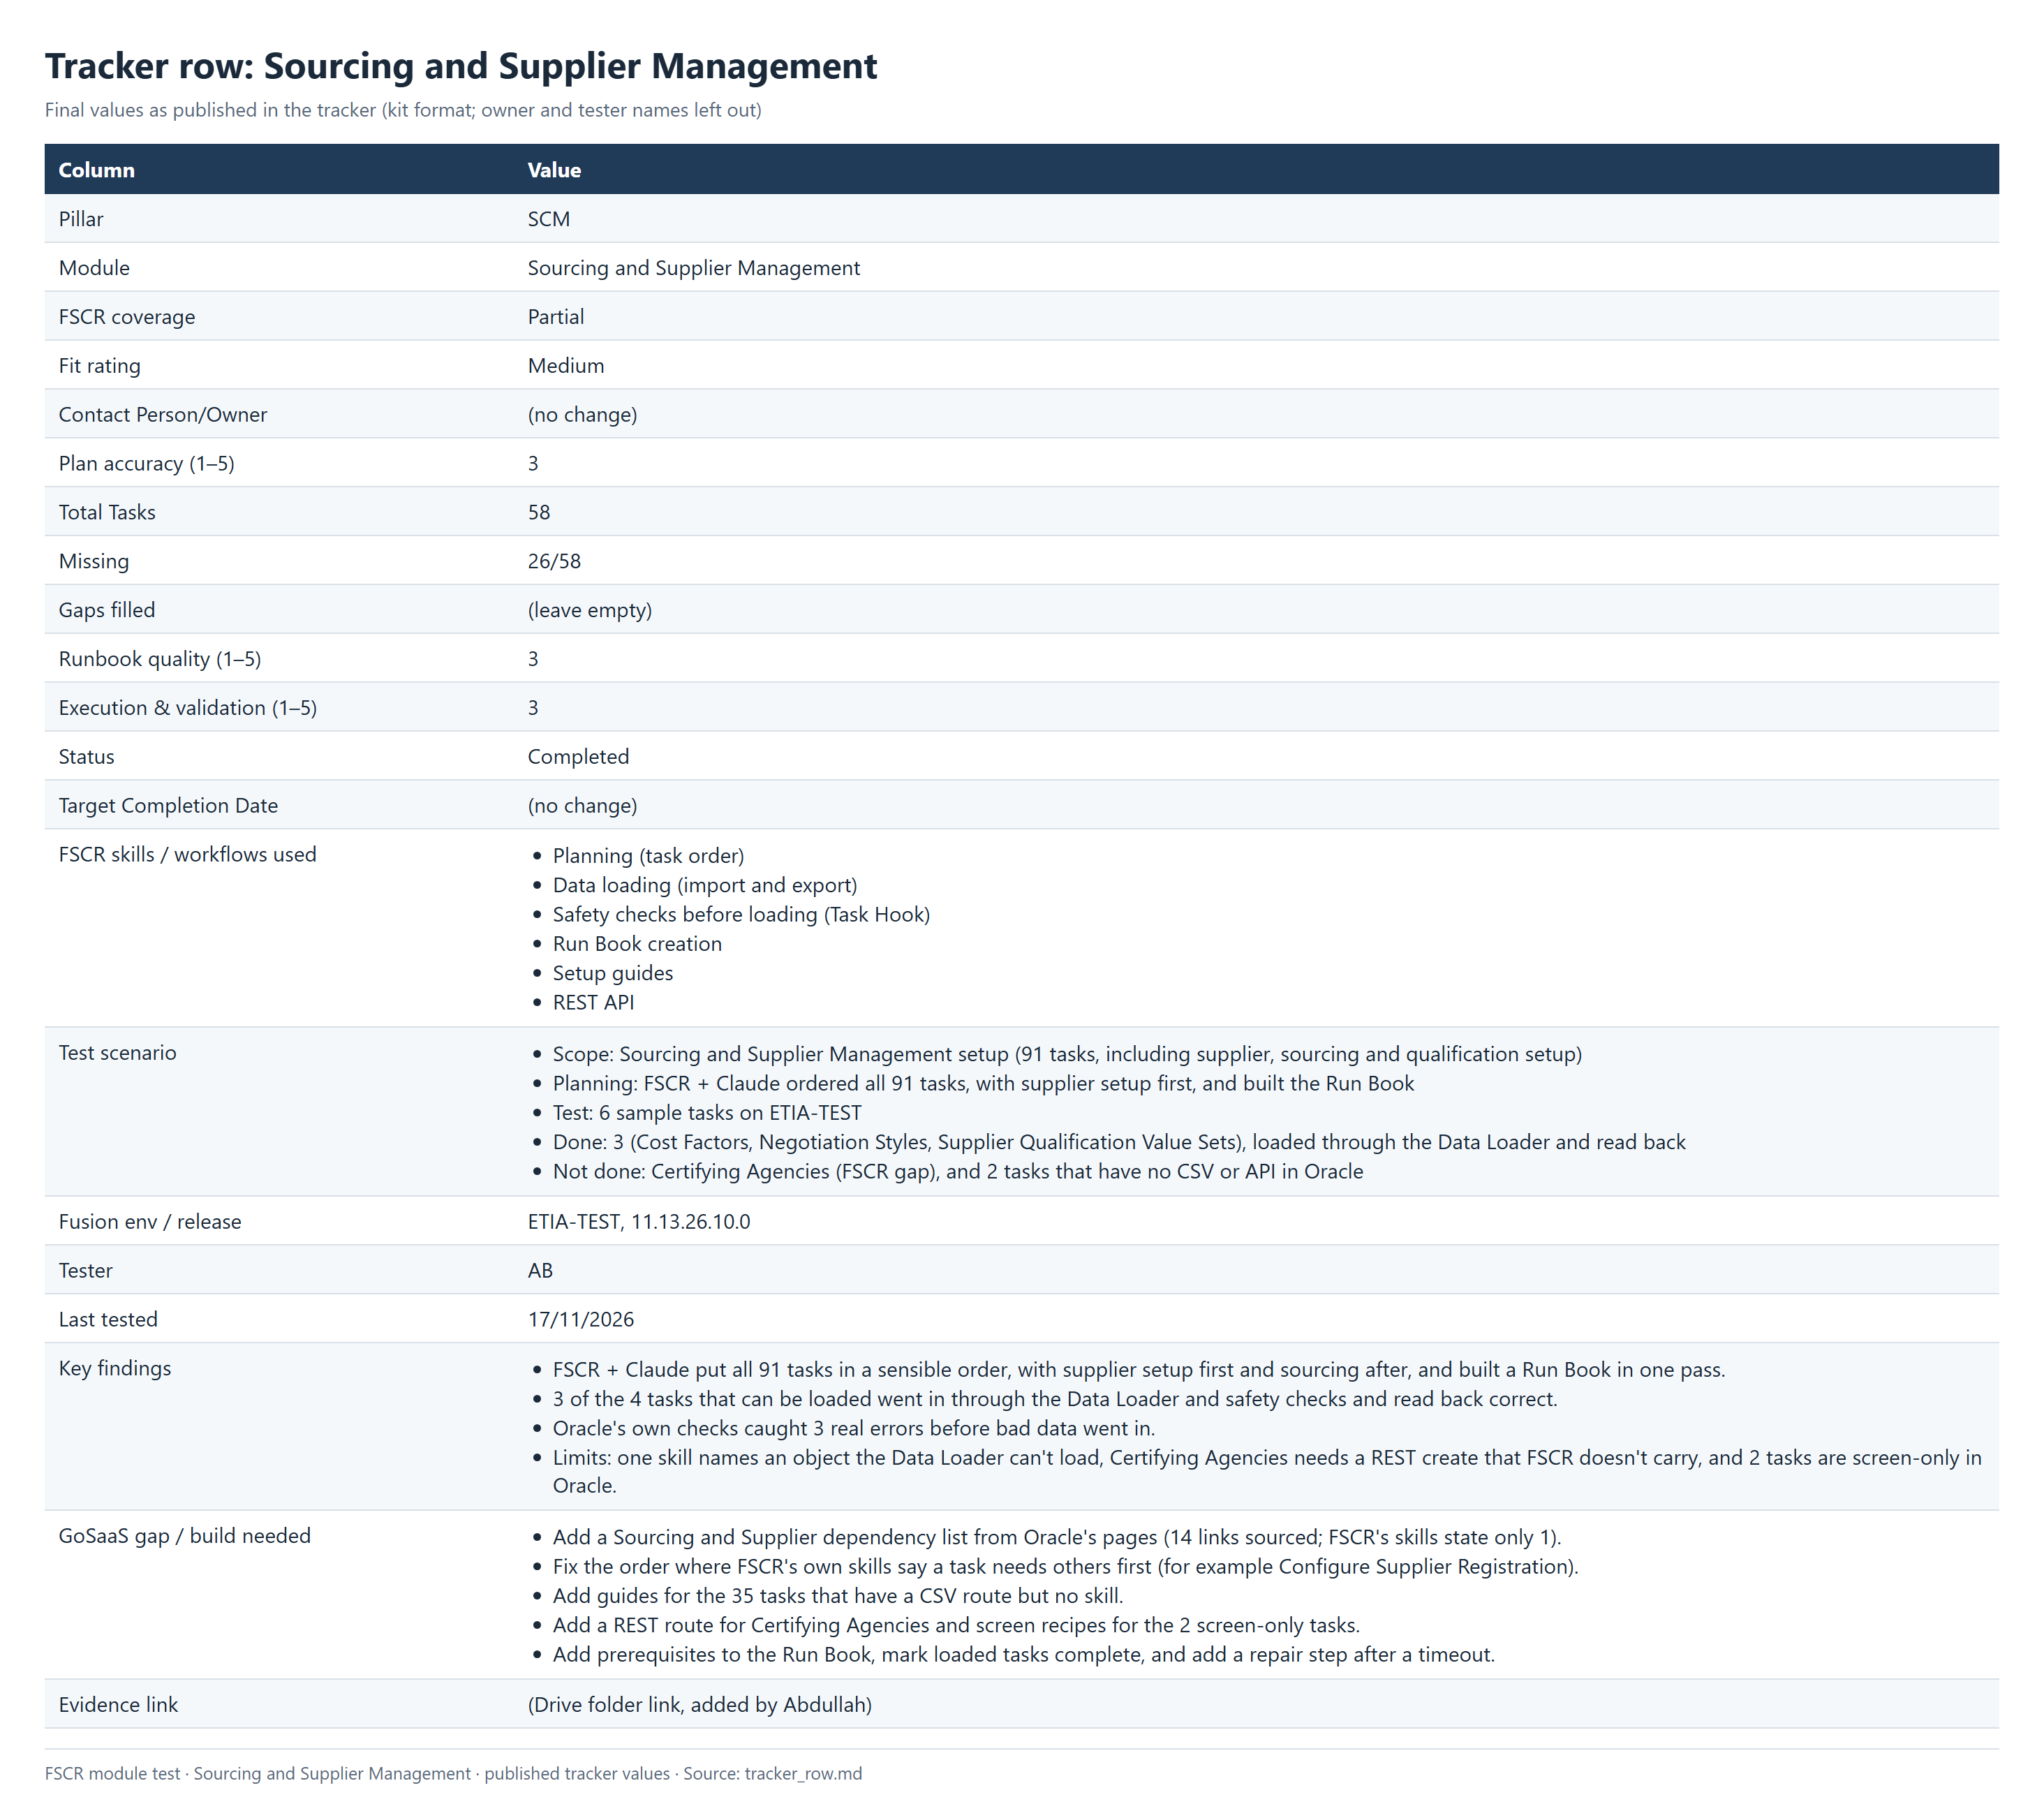 Tracker row: Sourcing and Supplier Management
Final values as published in the tracker (kit format; owner and tester names left out)
Column Value
Pillar SCM
Module Sourcing and Supplier Management
FSCR coverage Partial
Fit rating Medium
Contact Person/Owner (no change)
Plan accuracy (1–5) 3
Total Tasks 58
Missing 26/58
Gaps filled (leave empty)
Runbook quality (1–5) 3
Execution & validation (1–5) 3
Status Completed
Target Completion Date (no change)
FSCR skills / workflows used • Planning (task order)
• Data loading (import and export)
• Safety checks before loading (Task Hook)
• Run Book creation
• Setup guides
• REST API
Test scenario • Scope: Sourcing and Supplier Management setup (91 tasks, including supplier, sourcing and qualification setup)
• Planning: FSCR + Claude ordered all 91 tasks, with supplier setup first, and built the Run Book
• Test: 6 sample tasks on ETIA-TEST
• Done: 3 (Cost Factors, Negotiation Styles, Supplier Qualification Value Sets), loaded through the Data Loader and read back
• Not done: Certifying Agencies (FSCR gap), and 2 tasks that have no CSV or API in Oracle
Fusion env / release ETIA-TEST, 11.13.26.10.0
Tester AB
Last tested 17/11/2026
Key findings • FSCR + Claude put all 91 tasks in a sensible order, with supplier setup first and sourcing after, and built a Run Book in one pass.
• 3 of the 4 tasks that can be loaded went in through the Data Loader and safety checks and read back correct.
• Oracle's own checks caught 3 real errors before bad data went in.
• Limits: one skill names an object the Data Loader can't load, Certifying Agencies needs a REST create that FSCR doesn't carry, and 2 tasks are screen-only in
Oracle.
GoSaaS gap / build needed • Add a Sourcing and Supplier dependency list from Oracle's pages (14 links sourced; FSCR's skills state only 1).
• Fix the order where FSCR's own skills say a task needs others first (for example Configure Supplier Registration).
• Add guides for the 35 tasks that have a CSV route but no skill.
• Add a REST route for Certifying Agencies and screen recipes for the 2 screen-only tasks.
• Add prerequisites to the Run Book, mark loaded tasks complete, and add a repair step after a timeout.
Evidence link (Drive folder link, added by Abdullah)
FSCR module test · Sourcing and Supplier Management · published tracker values · Source: tracker_row.md